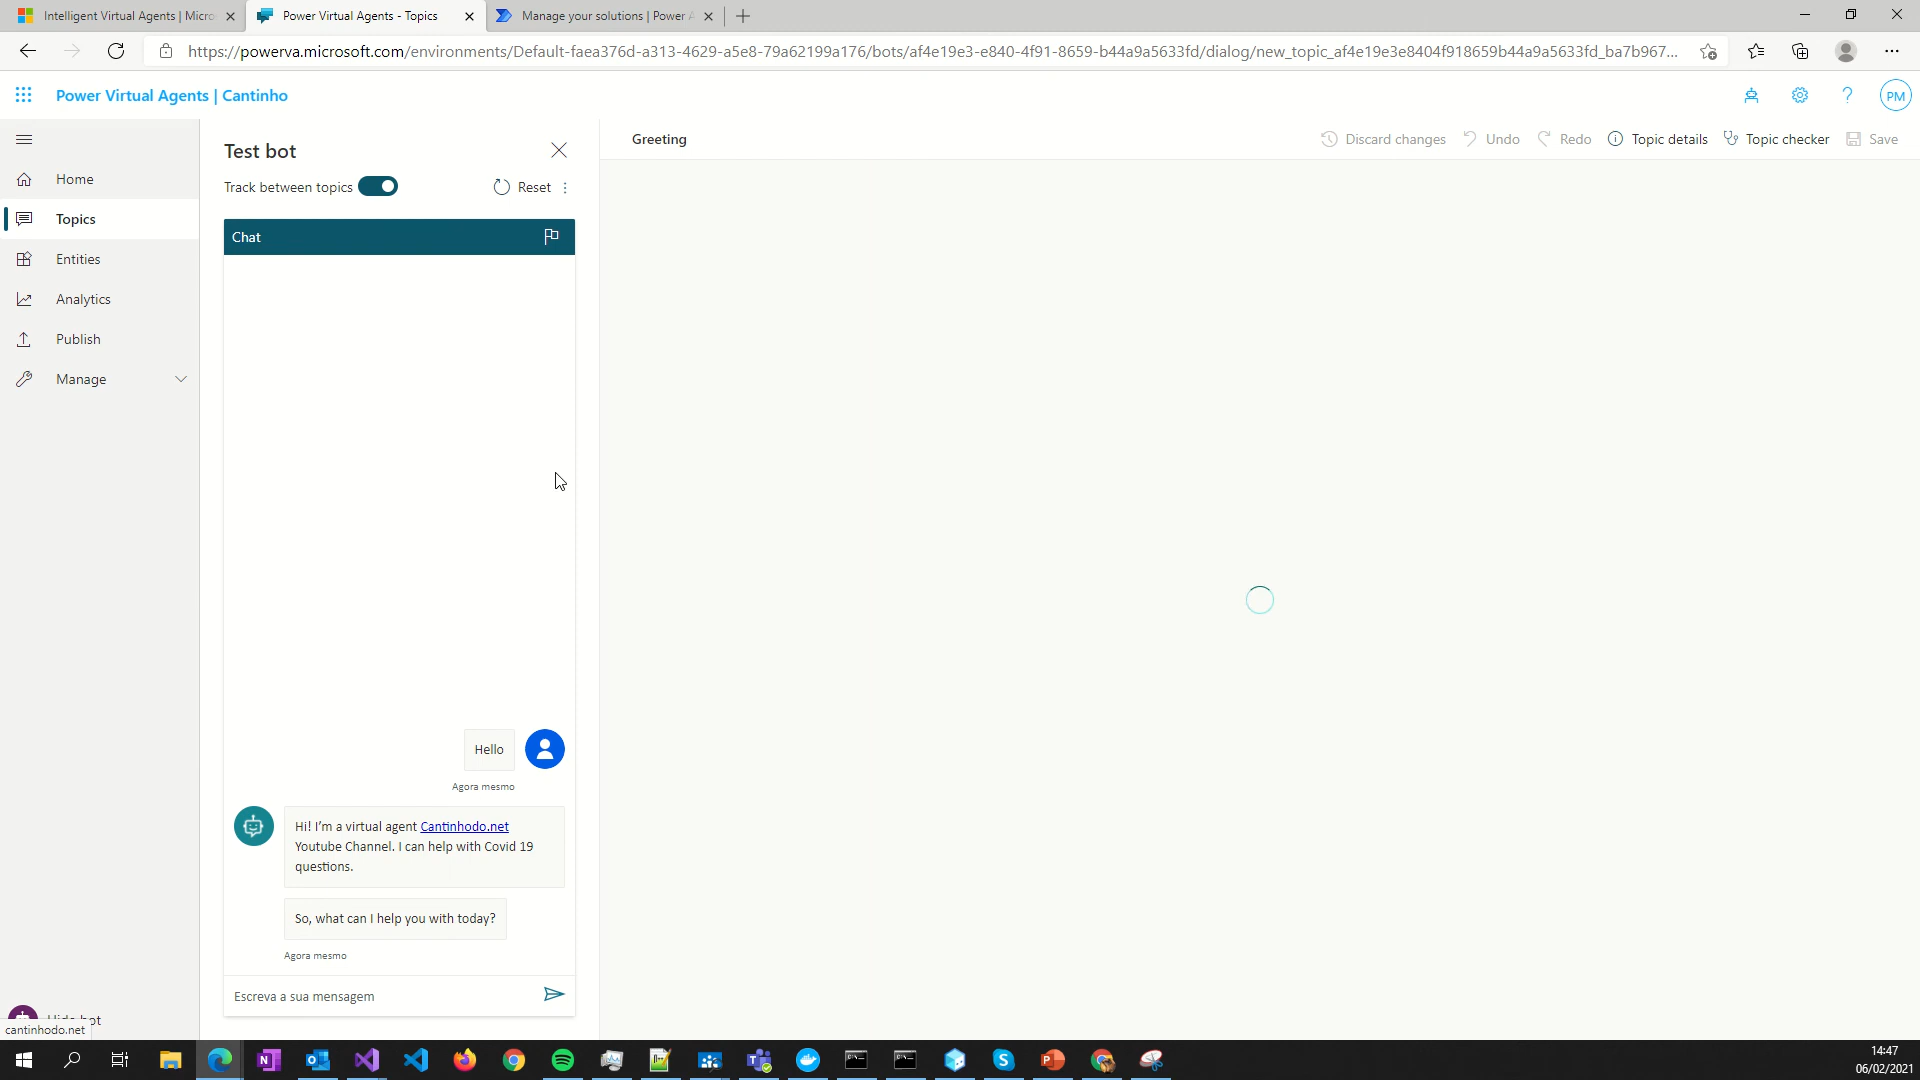 Intelligent Virtual Agents | Micro
Power Virtual Agents - Topics
Manage your solutions | Power A
https://powerva.microsoft.com/environments/Default-faea376d-a313-4629-a5e8-79a62199a176/bots/af4e19e3-e840-4f91-8659-b44a9a5633fd/dialog/new_topic_af4e19e3e8404f918659b44a9a5633fd_ba7b967...
Power Virtual Agents | Cantinho
PM
Home
Topics
Entities
Analytics
Publish
Manage
Test bot
Track between topics
Reset
Chat
Hello
Agora mesmo
Hi! I'm a virtual agent Cantinhodo.net
Youtube Channel. I can help with Covid 19
questions.
So, what can I help you with today?
Agora mesmo
Escreva a sua mensagem
Greeting
Discard changes
Undo
Redo
Topic details
Topic checker
Save
Hide bot
cantinhodo.net
14:47
06/02/2021